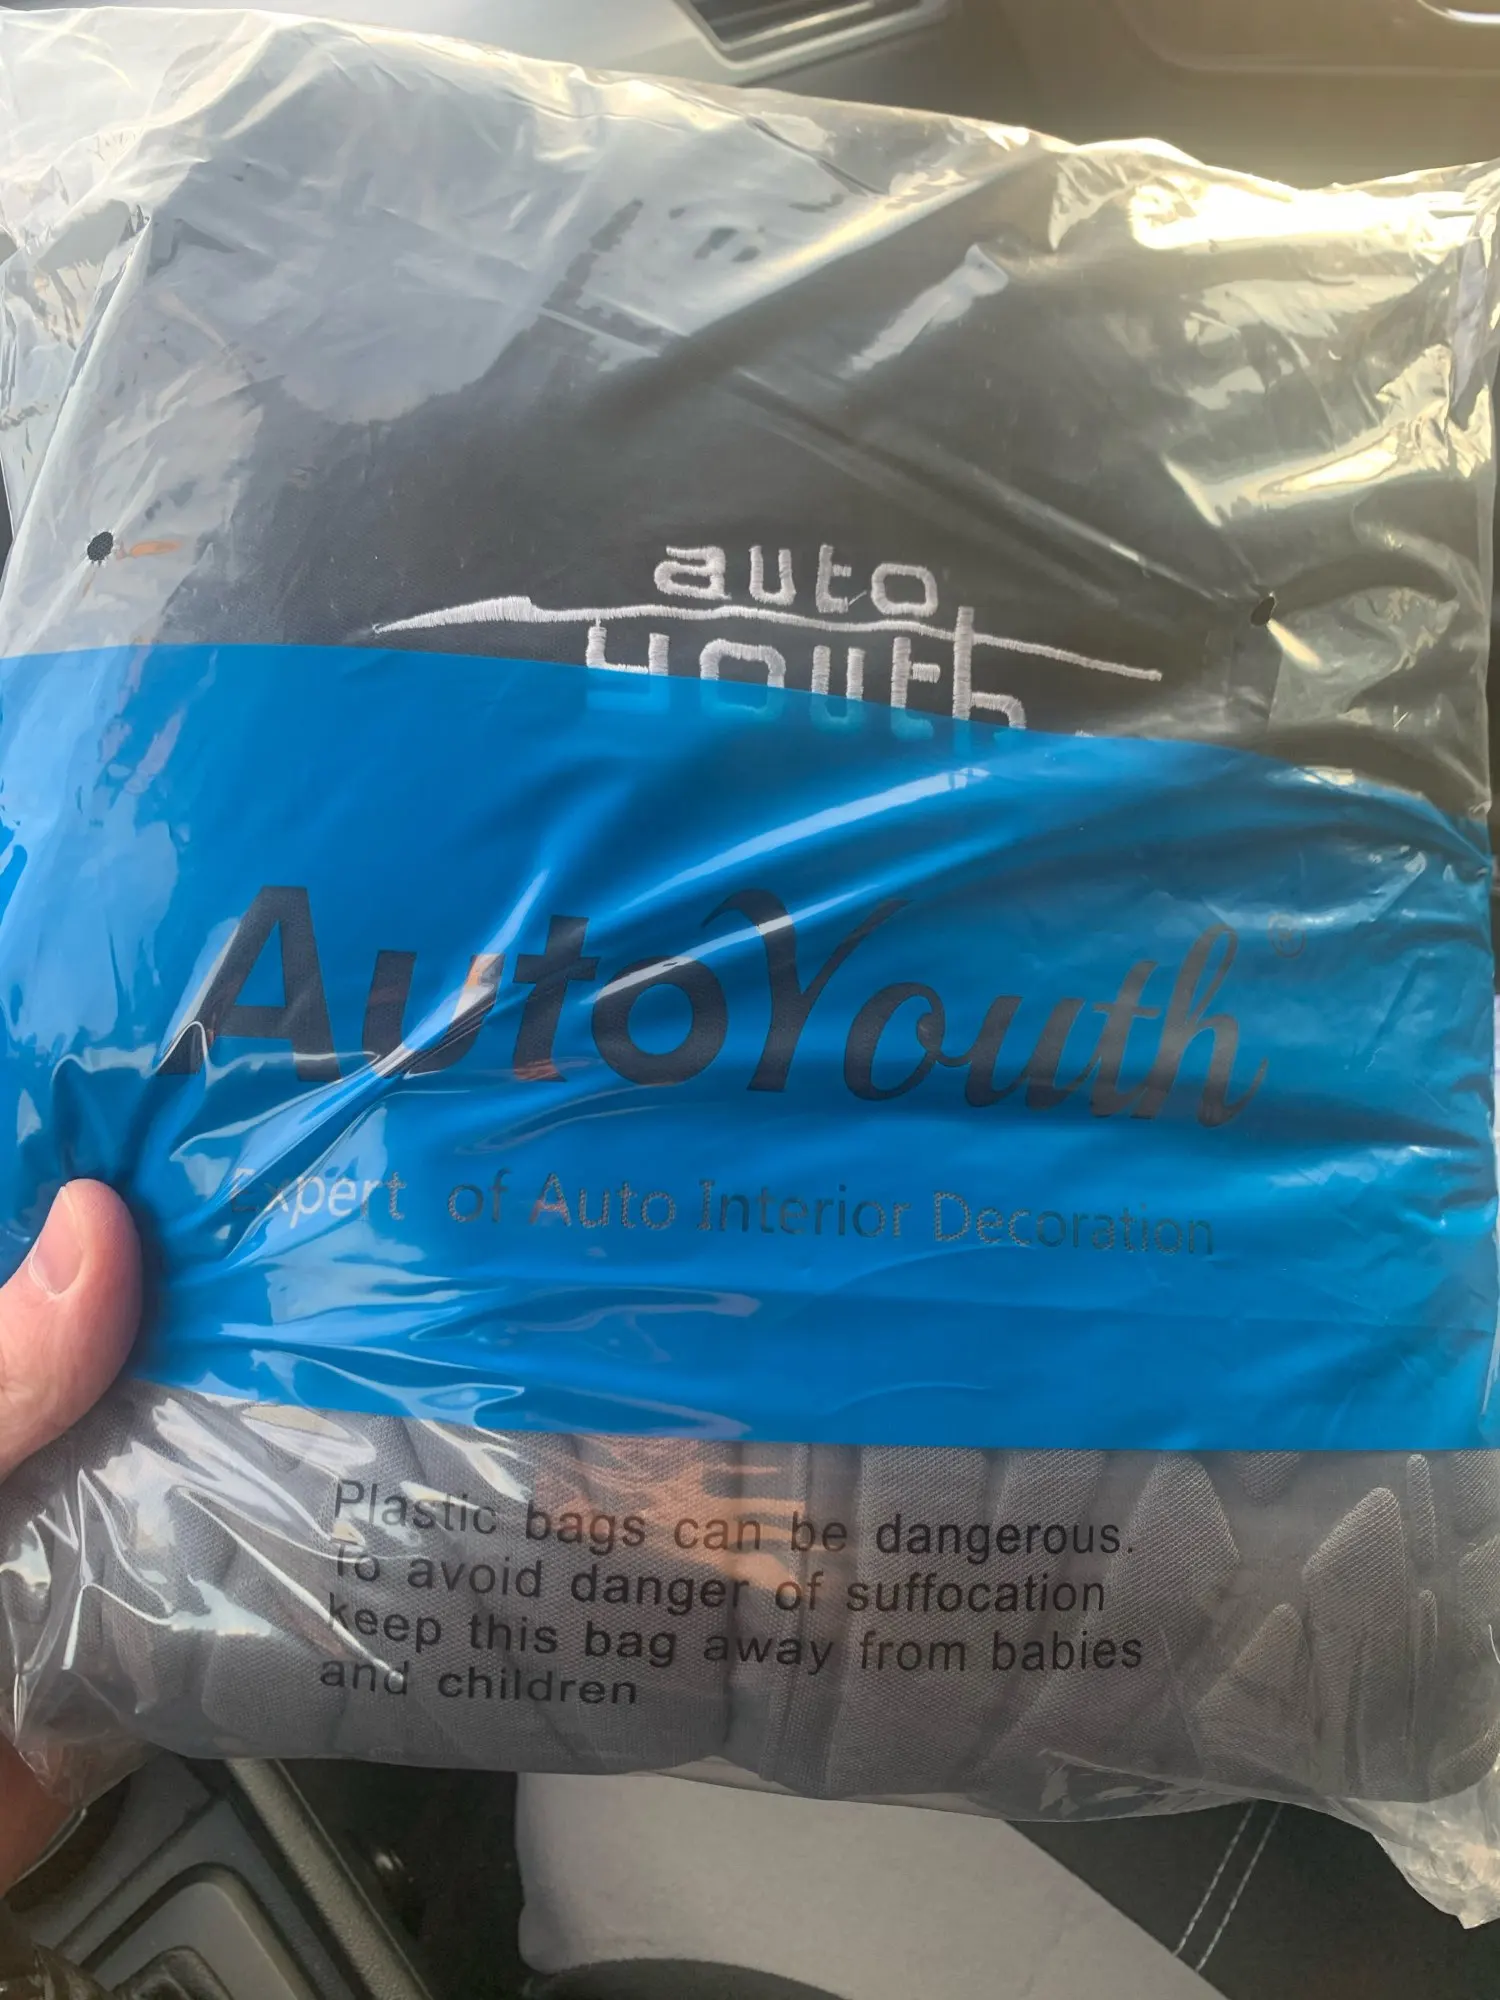 auto
youth
AutoYouth®
Expert of Auto Interior Decoration
Plastic bags can be dangerous.
To avoid danger of suffocation
keep this bag away from babies
and children